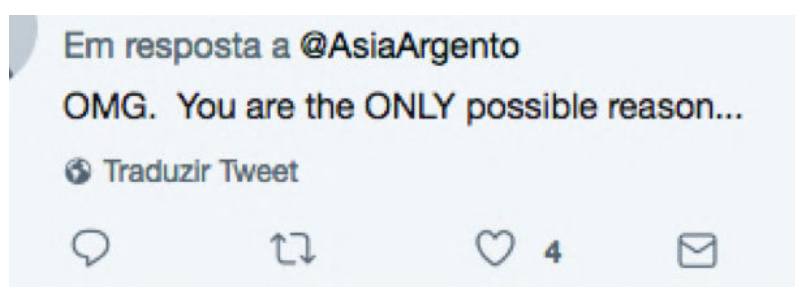 Em resposta a @AsiaArgento
OMG. You are the ONLY possible reason...
Traduzir Tweet
4